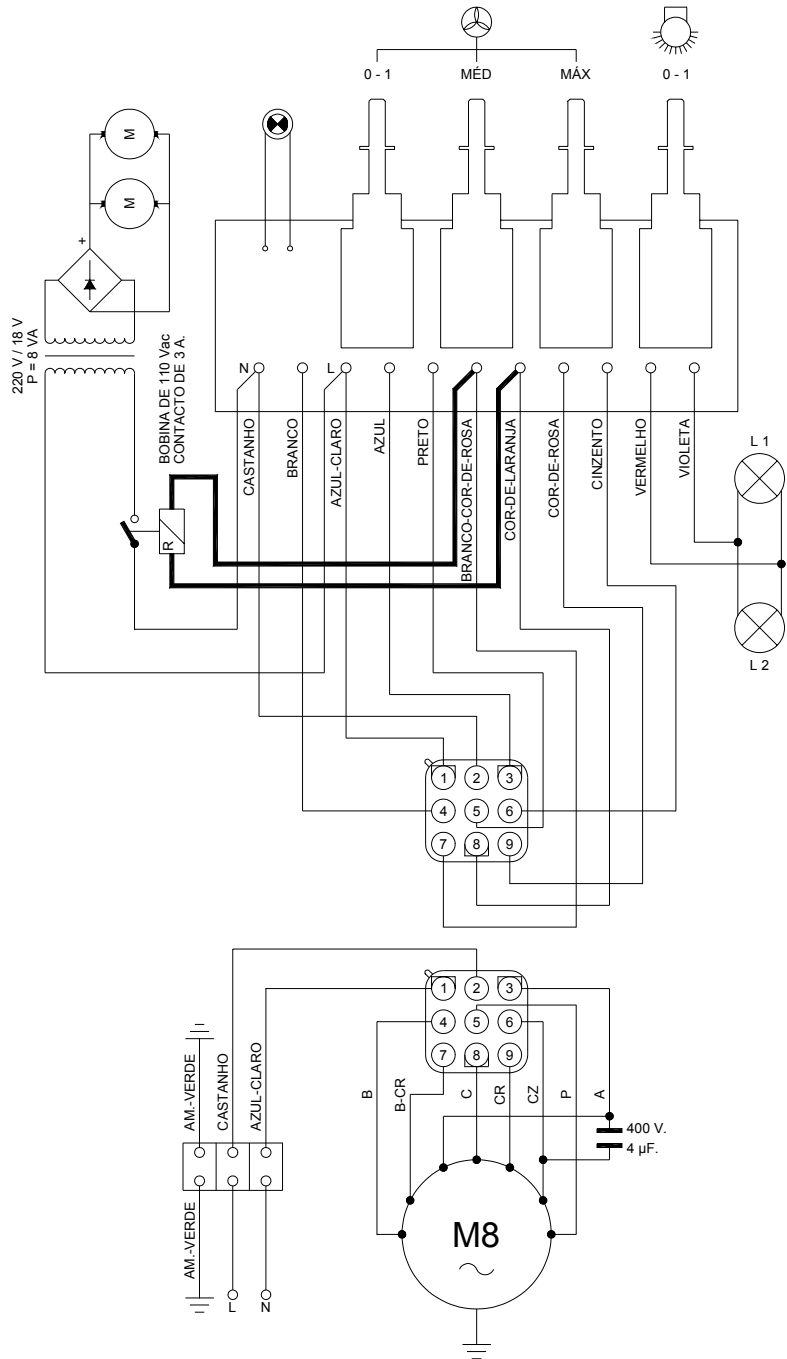 0 - 1
MÉD
MÁX
0 - 1
M
M
+
220 V / 18 V
P = 8 VA
BOBINA DE 110 Vac
CONTACTO DE 3 A.
R
N
L
CASTANHO
BRANCO
AZUL-CLARO
AZUL
PRETO
BRANCO-COR-DE-ROSA
COR-DE-LARANJA
COR-DE-ROSA
CINZENTO
VERMELHO
VIOLETA
L 1
L 2
1 2 3
4 5 6
7 8 9
1 2 3
4 5 6
7 8 9
AM.-VERDE
CASTANHO
AZUL-CLARO
AM.-VERDE
L
N
B
B-CR
C
CR
CZ
P
A
400 V.
4 µF.
M8